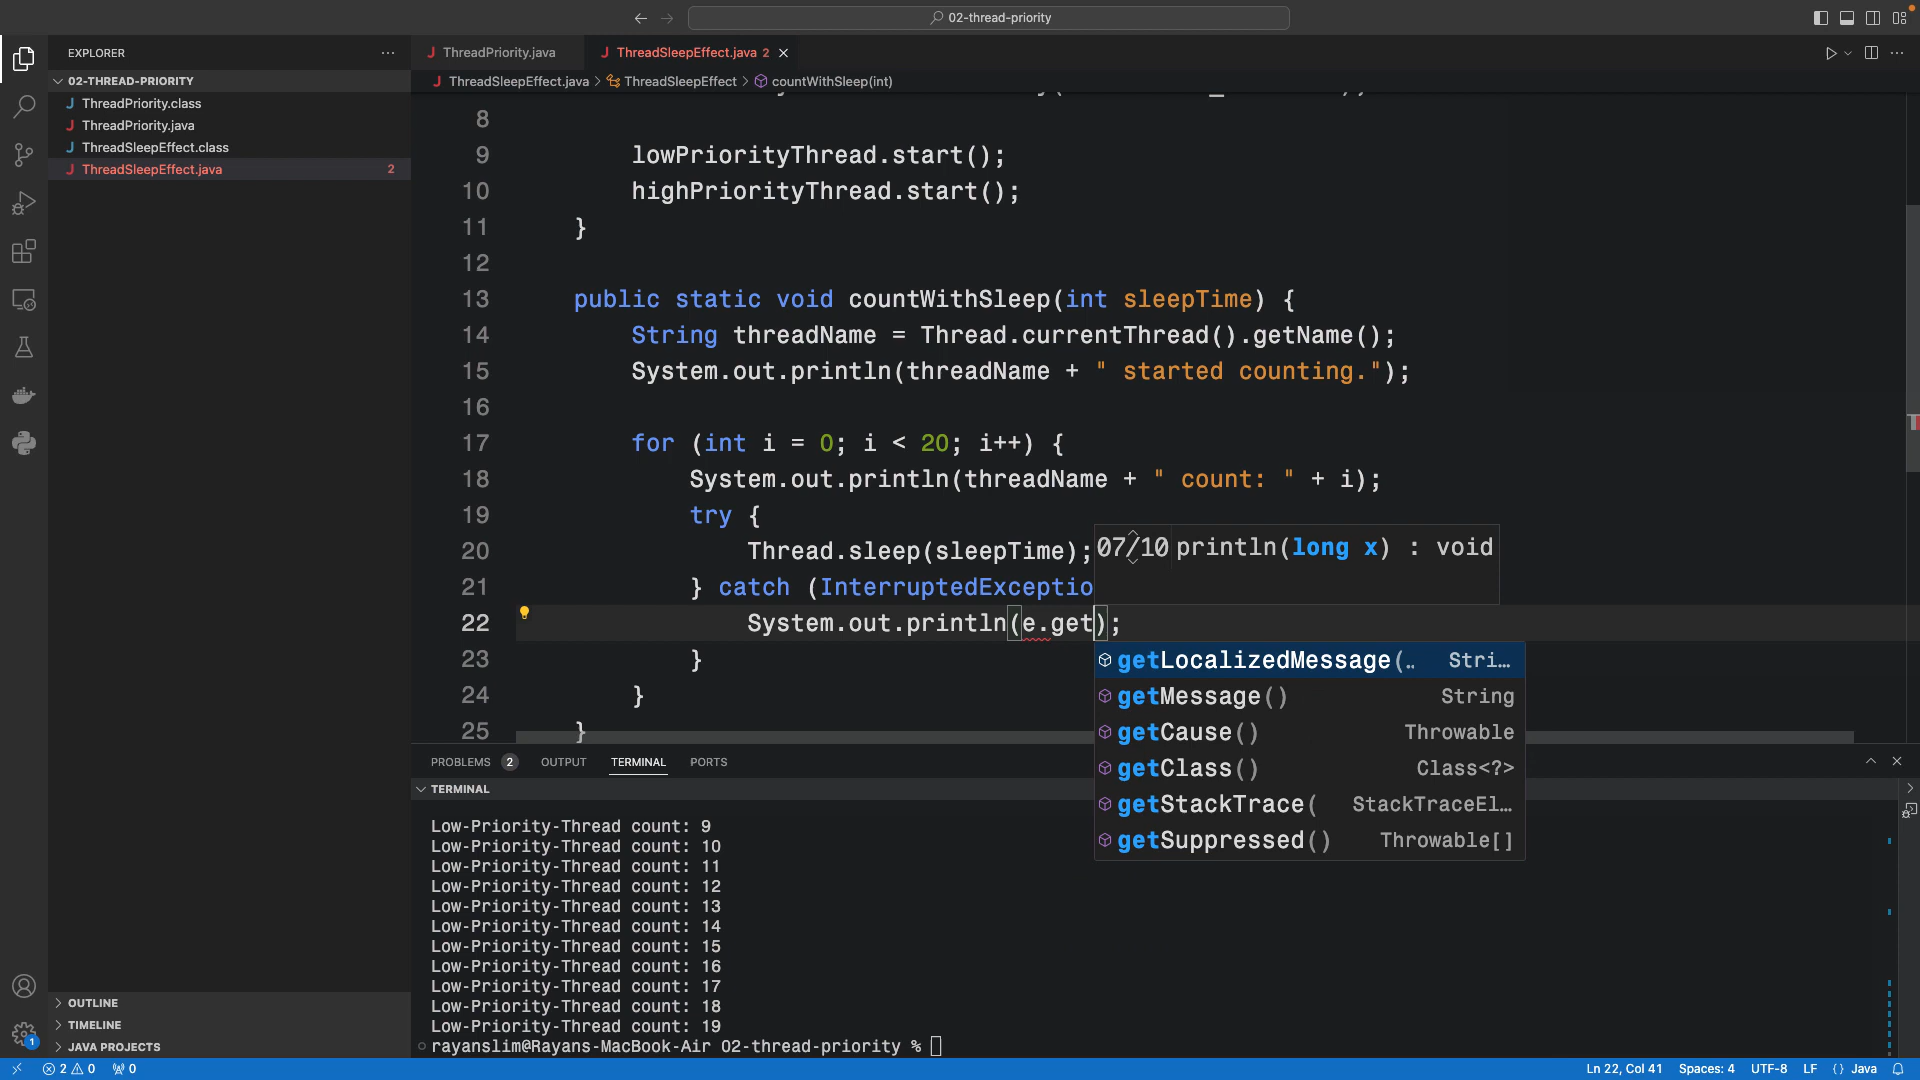 02-thread-priority
EXPLORER
ThreadPriority.java
ThreadSleepEffect.java 2
02-THREAD-PRIORITY
ThreadSleepEffect.java > ThreadSleepEffect > countWithSleep(int)
ThreadPriority.class
ThreadPriority.java
ThreadSleepEffect.class
ThreadSleepEffect.java 2
8
9 lowPriorityThread.start();
10 highPriorityThread.start();
11 }
12
13 public static void countWithSleep(int sleepTime) {
14 String threadName = Thread.currentThread().getName();
15 System.out.println(threadName + " started counting.");
16
17 for (int i = 0; i < 20; i++) {
18 System.out.println(threadName + " count: " + i);
19 try {
20 Thread.sleep(sleepTime);
07/10 println(long x) : void
21 } catch (InterruptedExceptio
22 System.out.println(e.get);
23 }
24 }
25 }
getLocalizedMessage(… Stri…
getMessage() String
getCause() Throwable
getClass() Class<?>
getStackTrace( StackTraceEl…
getSuppressed() Throwable[]
PROBLEMS 2 OUTPUT TERMINAL PORTS
TERMINAL
Low-Priority-Thread count: 9
Low-Priority-Thread count: 10
Low-Priority-Thread count: 11
Low-Priority-Thread count: 12
Low-Priority-Thread count: 13
Low-Priority-Thread count: 14
Low-Priority-Thread count: 15
Low-Priority-Thread count: 16
Low-Priority-Thread count: 17
Low-Priority-Thread count: 18
Low-Priority-Thread count: 19
rayanslim@Rayans-MacBook-Air 02-thread-priority %
OUTLINE
TIMELINE
JAVA PROJECTS
1
2 0 0
Ln 22, Col 41 Spaces: 4 UTF-8 LF {} Java